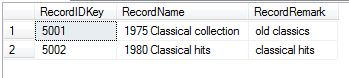 RecordIDKey RecordName RecordRemark
1 5001 1975 Classical collection old classics
2 5002 1980 Classical hits classical hits